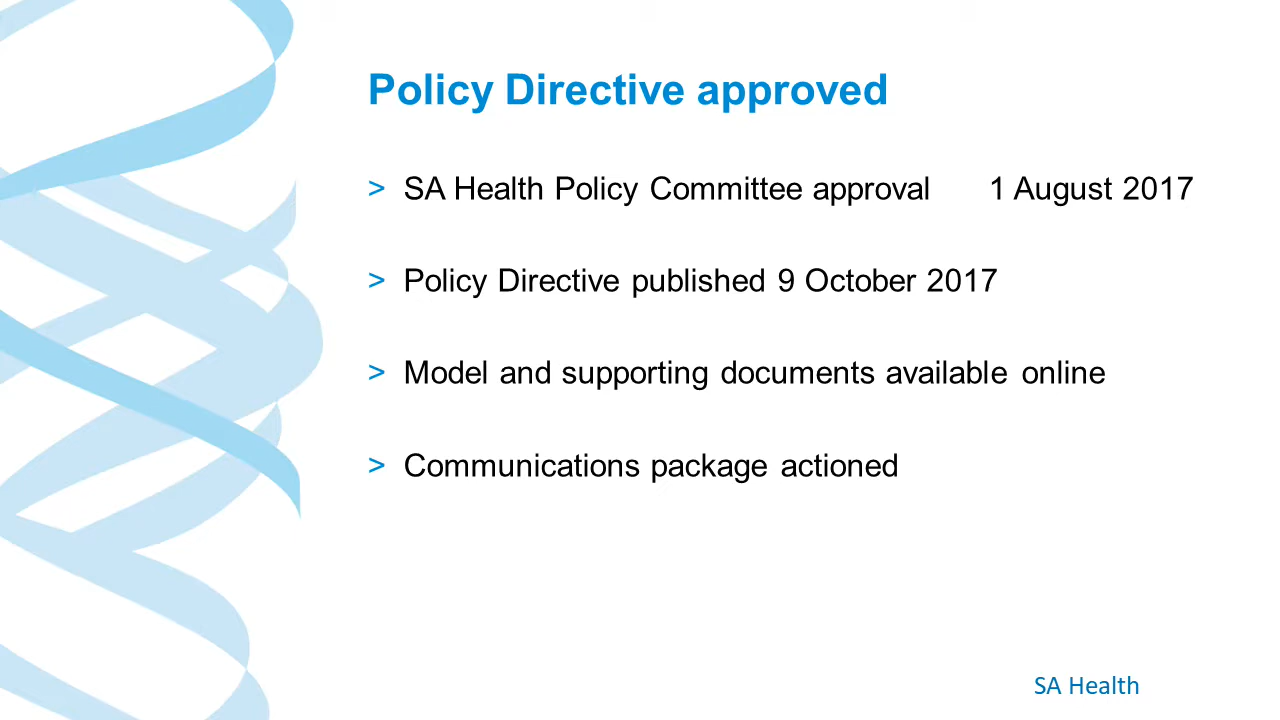 Policy Directive approved
> SA Health Policy Committee approval 1 August 2017
> Policy Directive published 9 October 2017
> Model and supporting documents available online
> Communications package actioned
SA Health